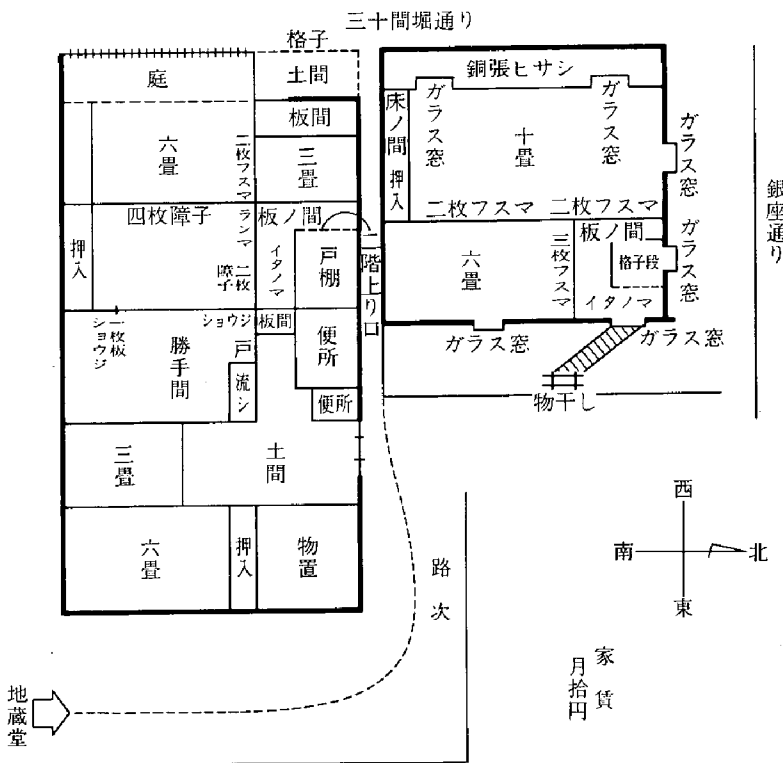 三十間堀通り
格子
庭
土間
板間
六畳
二枚フスマ
三畳
四枚障子
ランマ
板ノ間
押入
二枚障子
イタノマ
戸棚
二階上り口
一枚板ショウジ
ショウジ
板間
便所
勝手間
戸
流シ
便所
三畳
土間
六畳
押入
物置
銅張ヒサシ
床ノ間
押入
ガラス窓
ガラス窓
十畳
ガラス窓
二枚フスマ
二枚フスマ
六畳
三枚フスマ
板ノ間
格子段
イタノマ
ガラス窓
ガラス窓
ガラス窓
物干し
銀座通り
路次
西
南
北
東
家賃
月拾円
地蔵堂